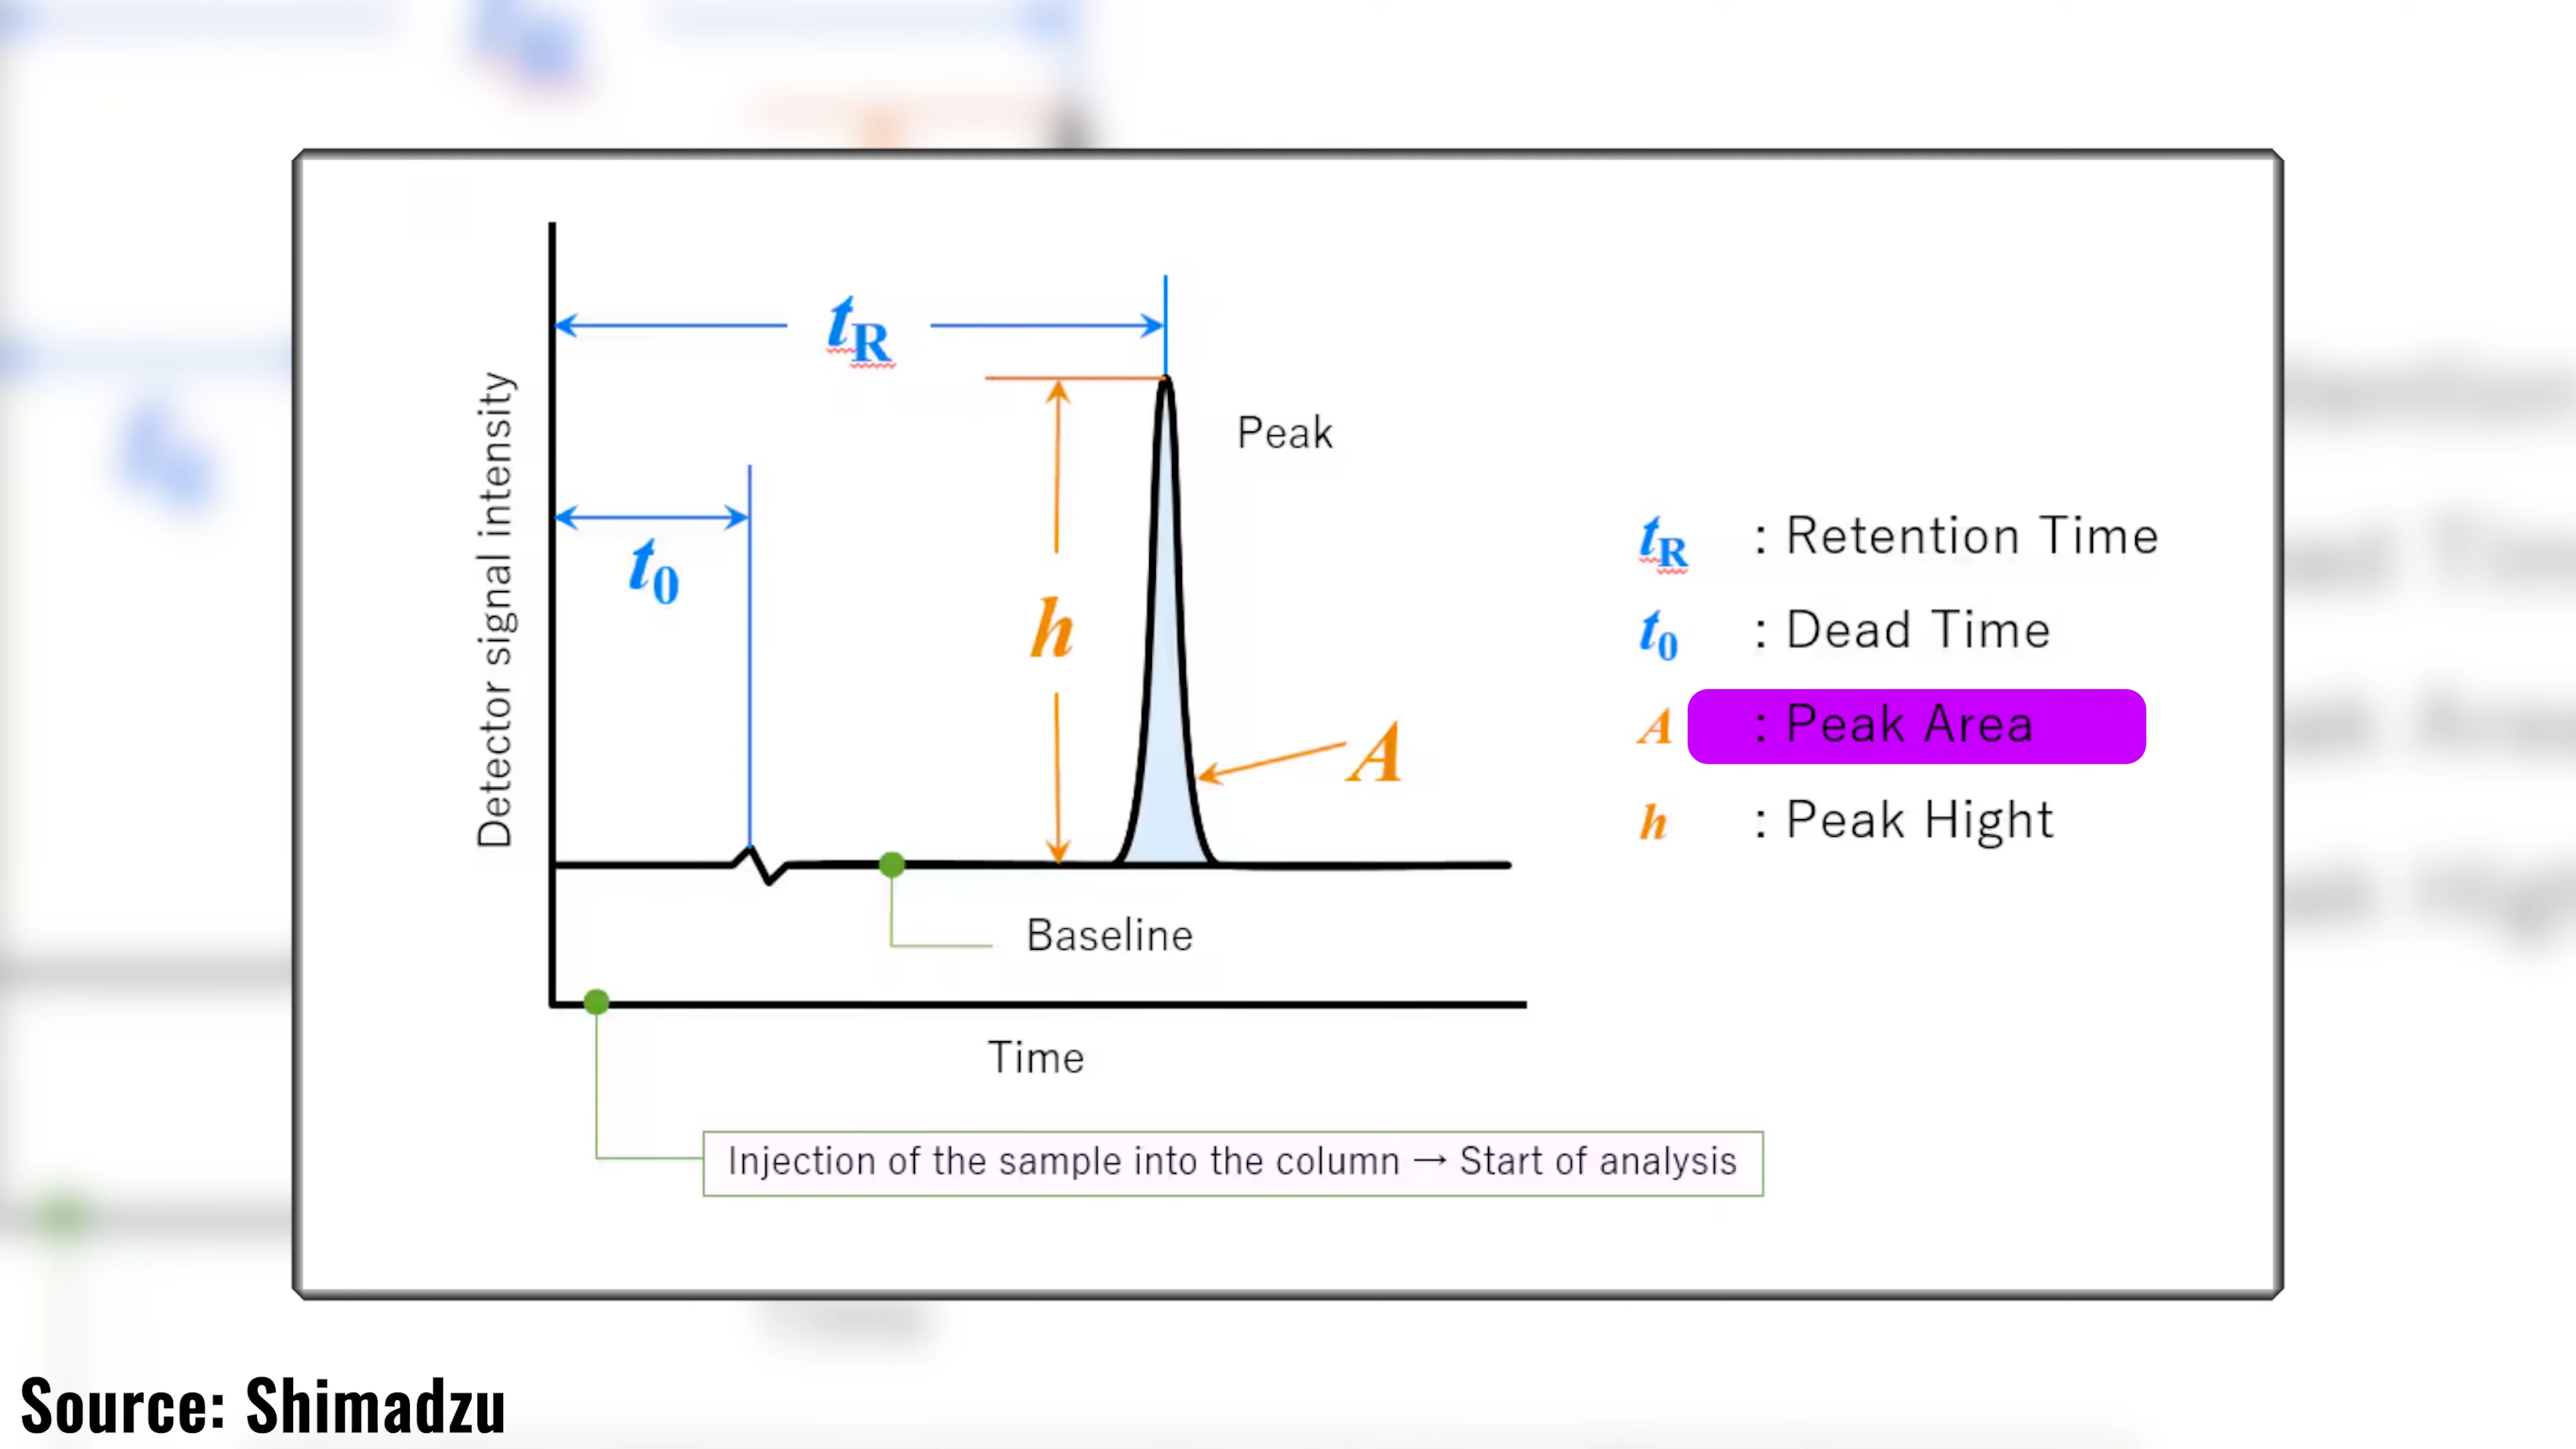 tR
Detector signal intensity
t0
h
Peak
A
tR : Retention Time
t0 : Dead Time
A : Peak Area
h : Peak Hight
Baseline
Time
Injection of the sample into the column → Start of analysis
Source: Shimadzu